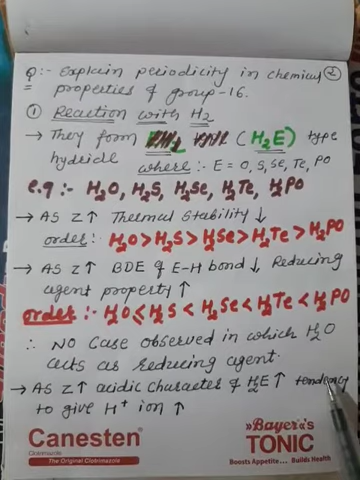 Q:- Explain periodicity in chemical ②
properties of group-16.
① Reaction with H₂
→ They form (H₂E) type
hydride where:- E = O, S, Se, Te, PO
e.g:- H₂O, H₂S, H₂Se, H₂Te, H₂PO
→ AS Z↑ Thermal Stability ↓
order: H₂O > H₂S > H₂Se > H₂Te > H₂PO
→ AS Z↑ BDE of E-H bond ↓ Reducing
agent property ↑
order:- H₂O < H₂S < H₂Se < H₂Te < H₂PO
∴ NO Case observed in which H₂O
acts as reducing agent.
→ AS Z↑ acidic character of H₂E ↑ tendency
to give H⁺ ion ↑
Canesten
Clotrimazole
The Original Clotrimazole
»Bayer's
TONIC
Boosts Appetite... Builds Health